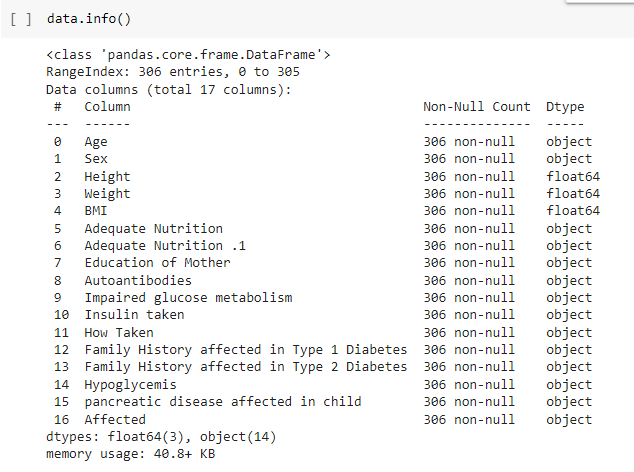 [ ] data.info()
<class 'pandas.core.frame.DataFrame'>
RangeIndex: 306 entries, 0 to 305
Data columns (total 17 columns):
 #   Column                                   Non-Null Count  Dtype
---  ------                                   --------------  -----
 0   Age                                      306 non-null    object
 1   Sex                                      306 non-null    object
 2   Height                                   306 non-null    float64
 3   Weight                                   306 non-null    float64
 4   BMI                                      306 non-null    float64
 5   Adequate Nutrition                       306 non-null    object
 6   Adequate Nutrition .1                    306 non-null    object
 7   Education of Mother                      306 non-null    object
 8   Autoantibodies                           306 non-null    object
 9   Impaired glucose metabolism              306 non-null    object
 10  Insulin taken                            306 non-null    object
 11  How Taken                                306 non-null    object
 12  Family History affected in Type 1 Diabetes  306 non-null    object
 13  Family History affected in Type 2 Diabetes  306 non-null    object
 14  Hypoglycemis                             306 non-null    object
 15  pancreatic disease affected in child     306 non-null    object
 16  Affected                                 306 non-null    object
dtypes: float64(3), object(14)
memory usage: 40.8+ KB